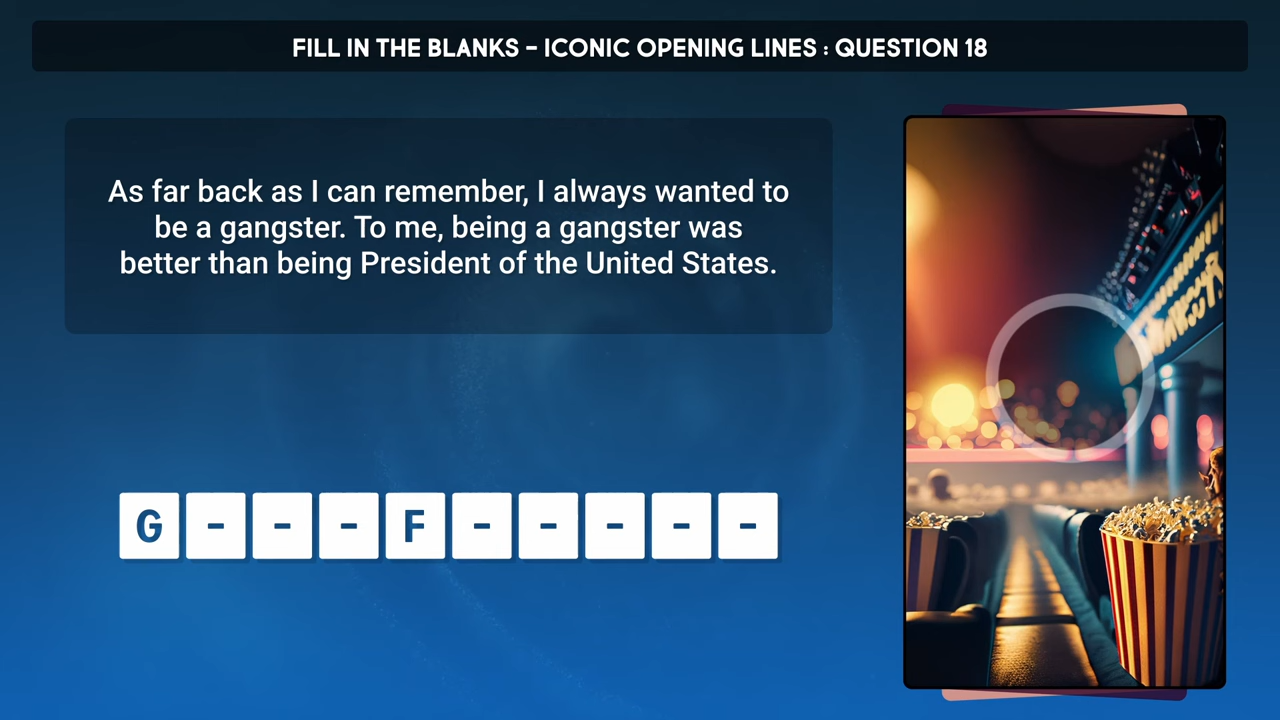 FILL IN THE BLANKS - ICONIC OPENING LINES : QUESTION 18
As far back as I can remember, I always wanted to
be a gangster. To me, being a gangster was
better than being President of the United States.
G - - - F - - - - -